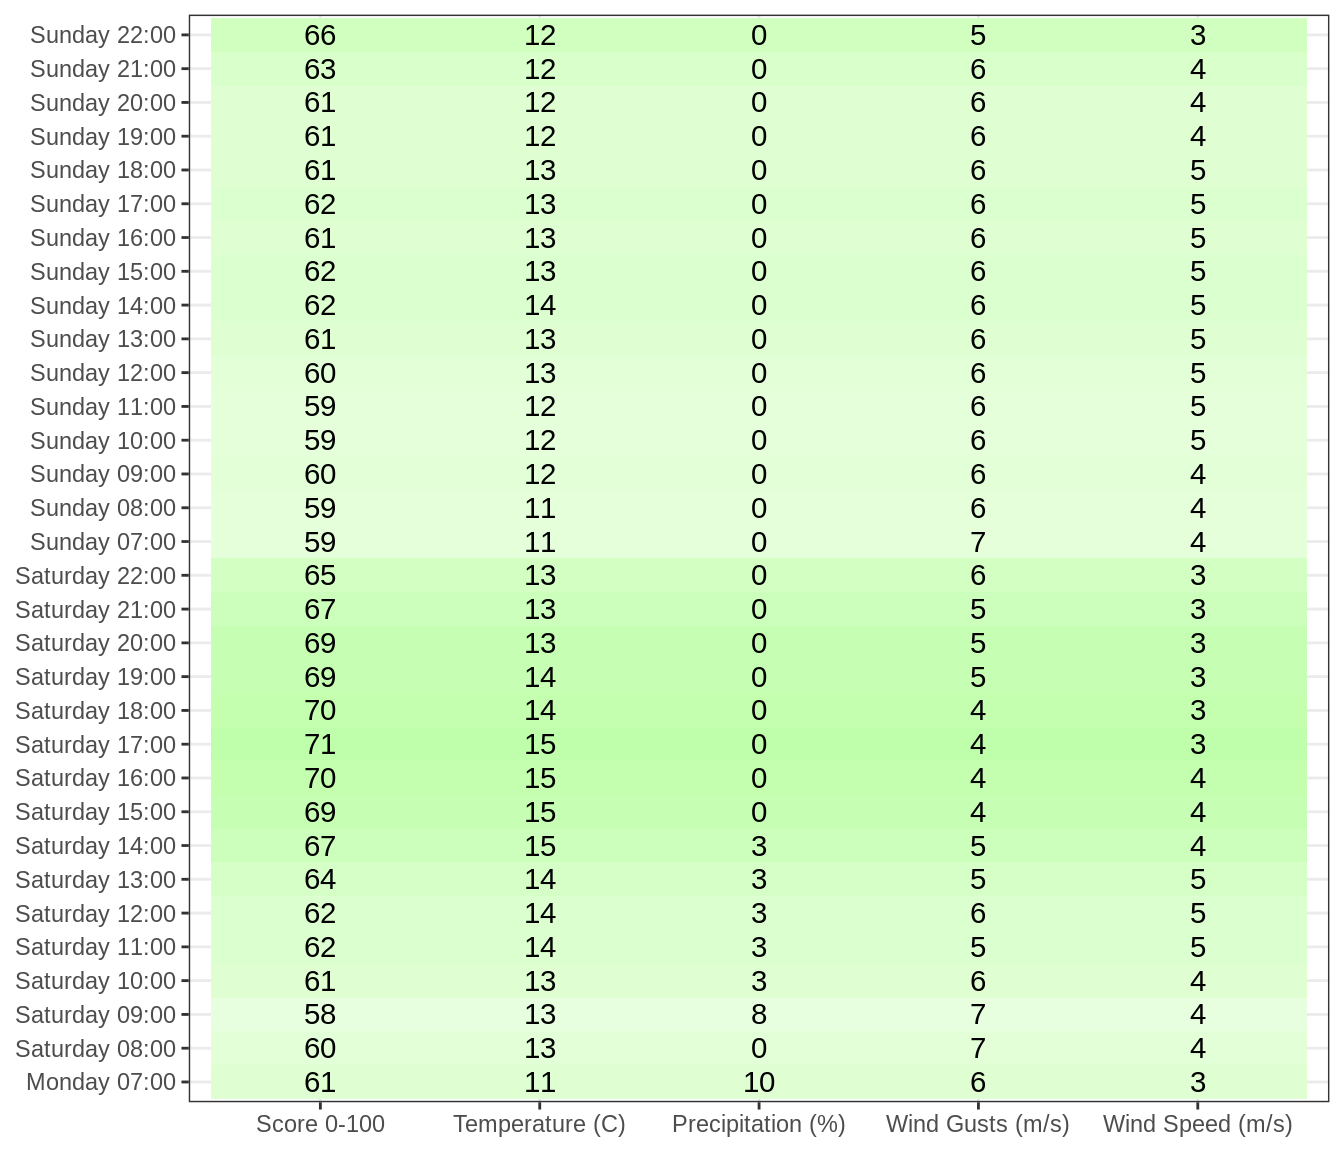 Sunday 22:00 66 12 0 5 3
Sunday 21:00 63 12 0 6 4
Sunday 20:00 61 12 0 6 4
Sunday 19:00 61 12 0 6 4
Sunday 18:00 61 13 0 6 5
Sunday 17:00 62 13 0 6 5
Sunday 16:00 61 13 0 6 5
Sunday 15:00 62 13 0 6 5
Sunday 14:00 62 14 0 6 5
Sunday 13:00 61 13 0 6 5
Sunday 12:00 60 13 0 6 5
Sunday 11:00 59 12 0 6 5
Sunday 10:00 59 12 0 6 5
Sunday 09:00 60 12 0 6 4
Sunday 08:00 59 11 0 6 4
Sunday 07:00 59 11 0 7 4
Saturday 22:00 65 13 0 6 3
Saturday 21:00 67 13 0 5 3
Saturday 20:00 69 13 0 5 3
Saturday 19:00 69 14 0 5 3
Saturday 18:00 70 14 0 4 3
Saturday 17:00 71 15 0 4 3
Saturday 16:00 70 15 0 4 4
Saturday 15:00 69 15 0 4 4
Saturday 14:00 67 15 3 5 4
Saturday 13:00 64 14 3 5 5
Saturday 12:00 62 14 3 6 5
Saturday 11:00 62 14 3 5 5
Saturday 10:00 61 13 3 6 4
Saturday 09:00 58 13 8 7 4
Saturday 08:00 60 13 0 7 4
Monday 07:00 61 11 10 6 3
Score 0-100 Temperature (C) Precipitation (%) Wind Gusts (m/s) Wind Speed (m/s)